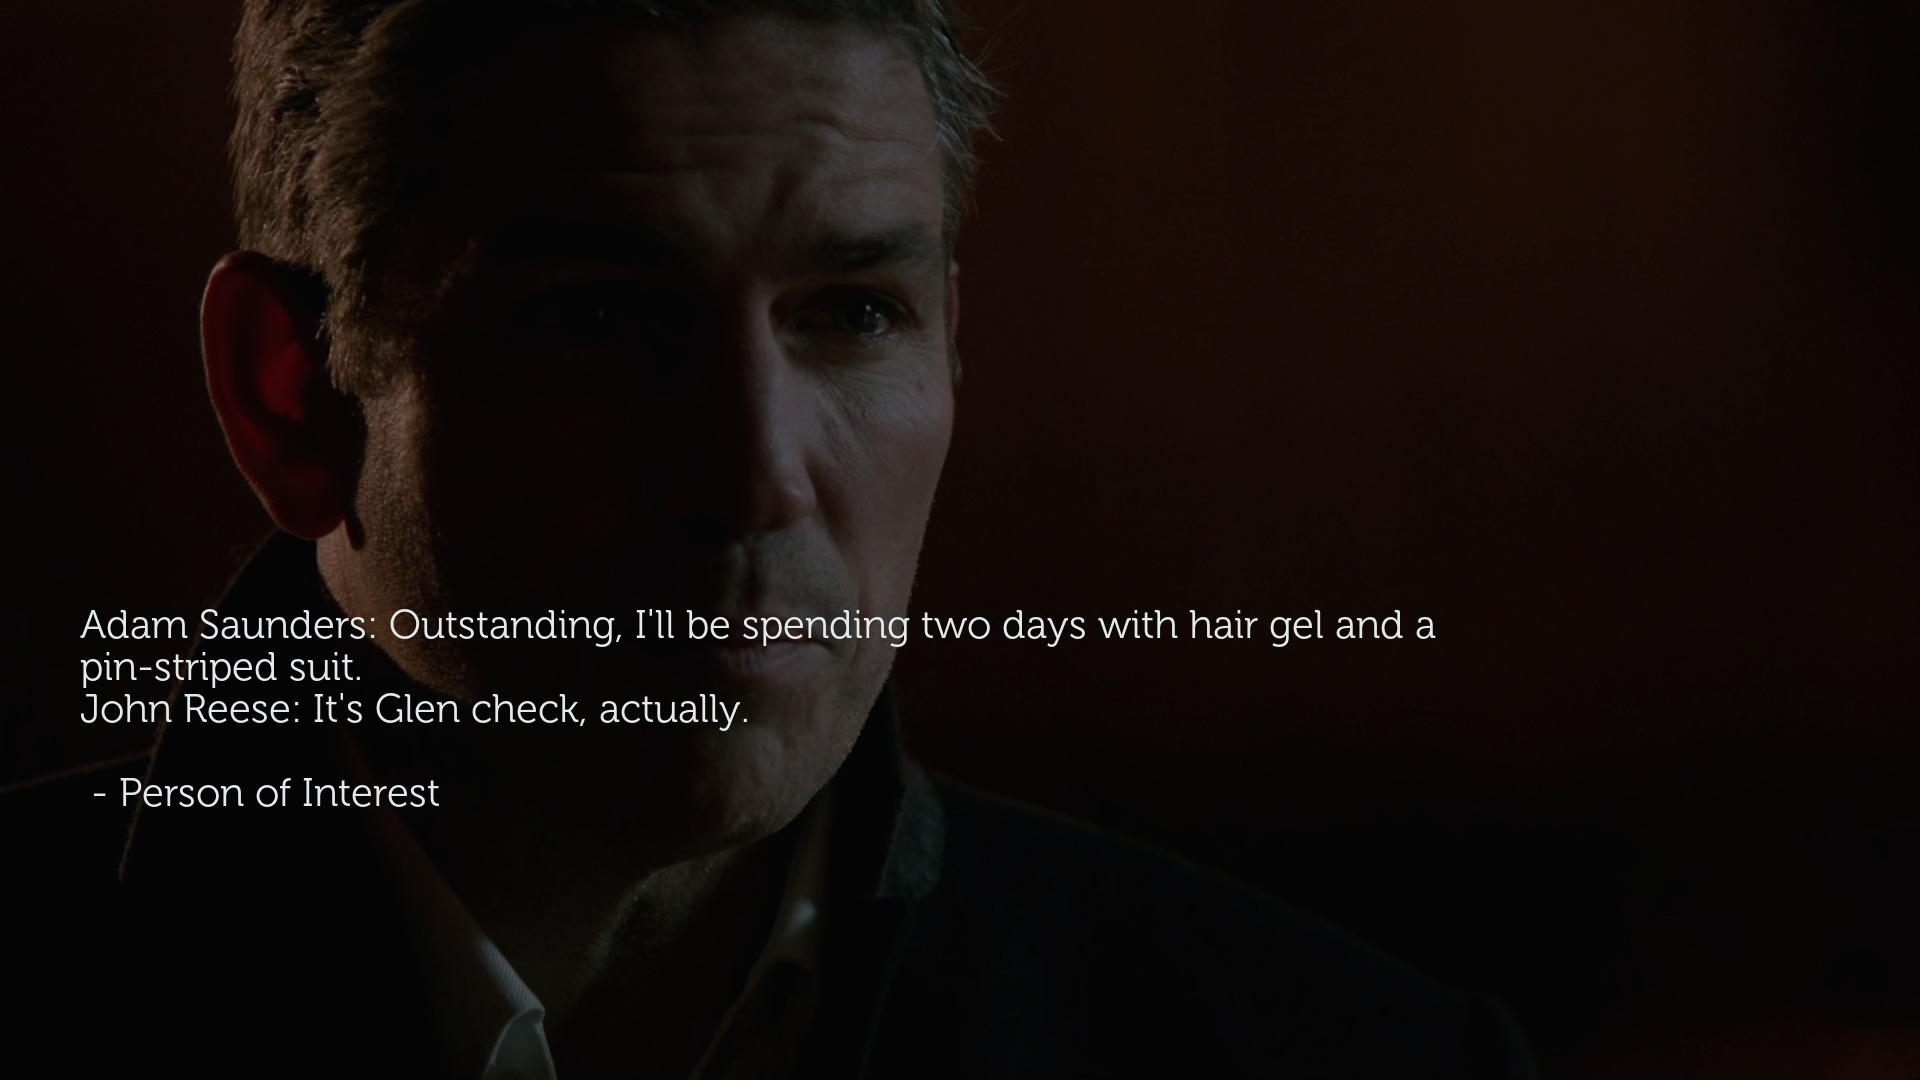 Adam Saunders: Outstanding, I'll be spending two days with hair gel and a
pin-striped suit.
John Reese: It's Glen check, actually.
- Person of Interest